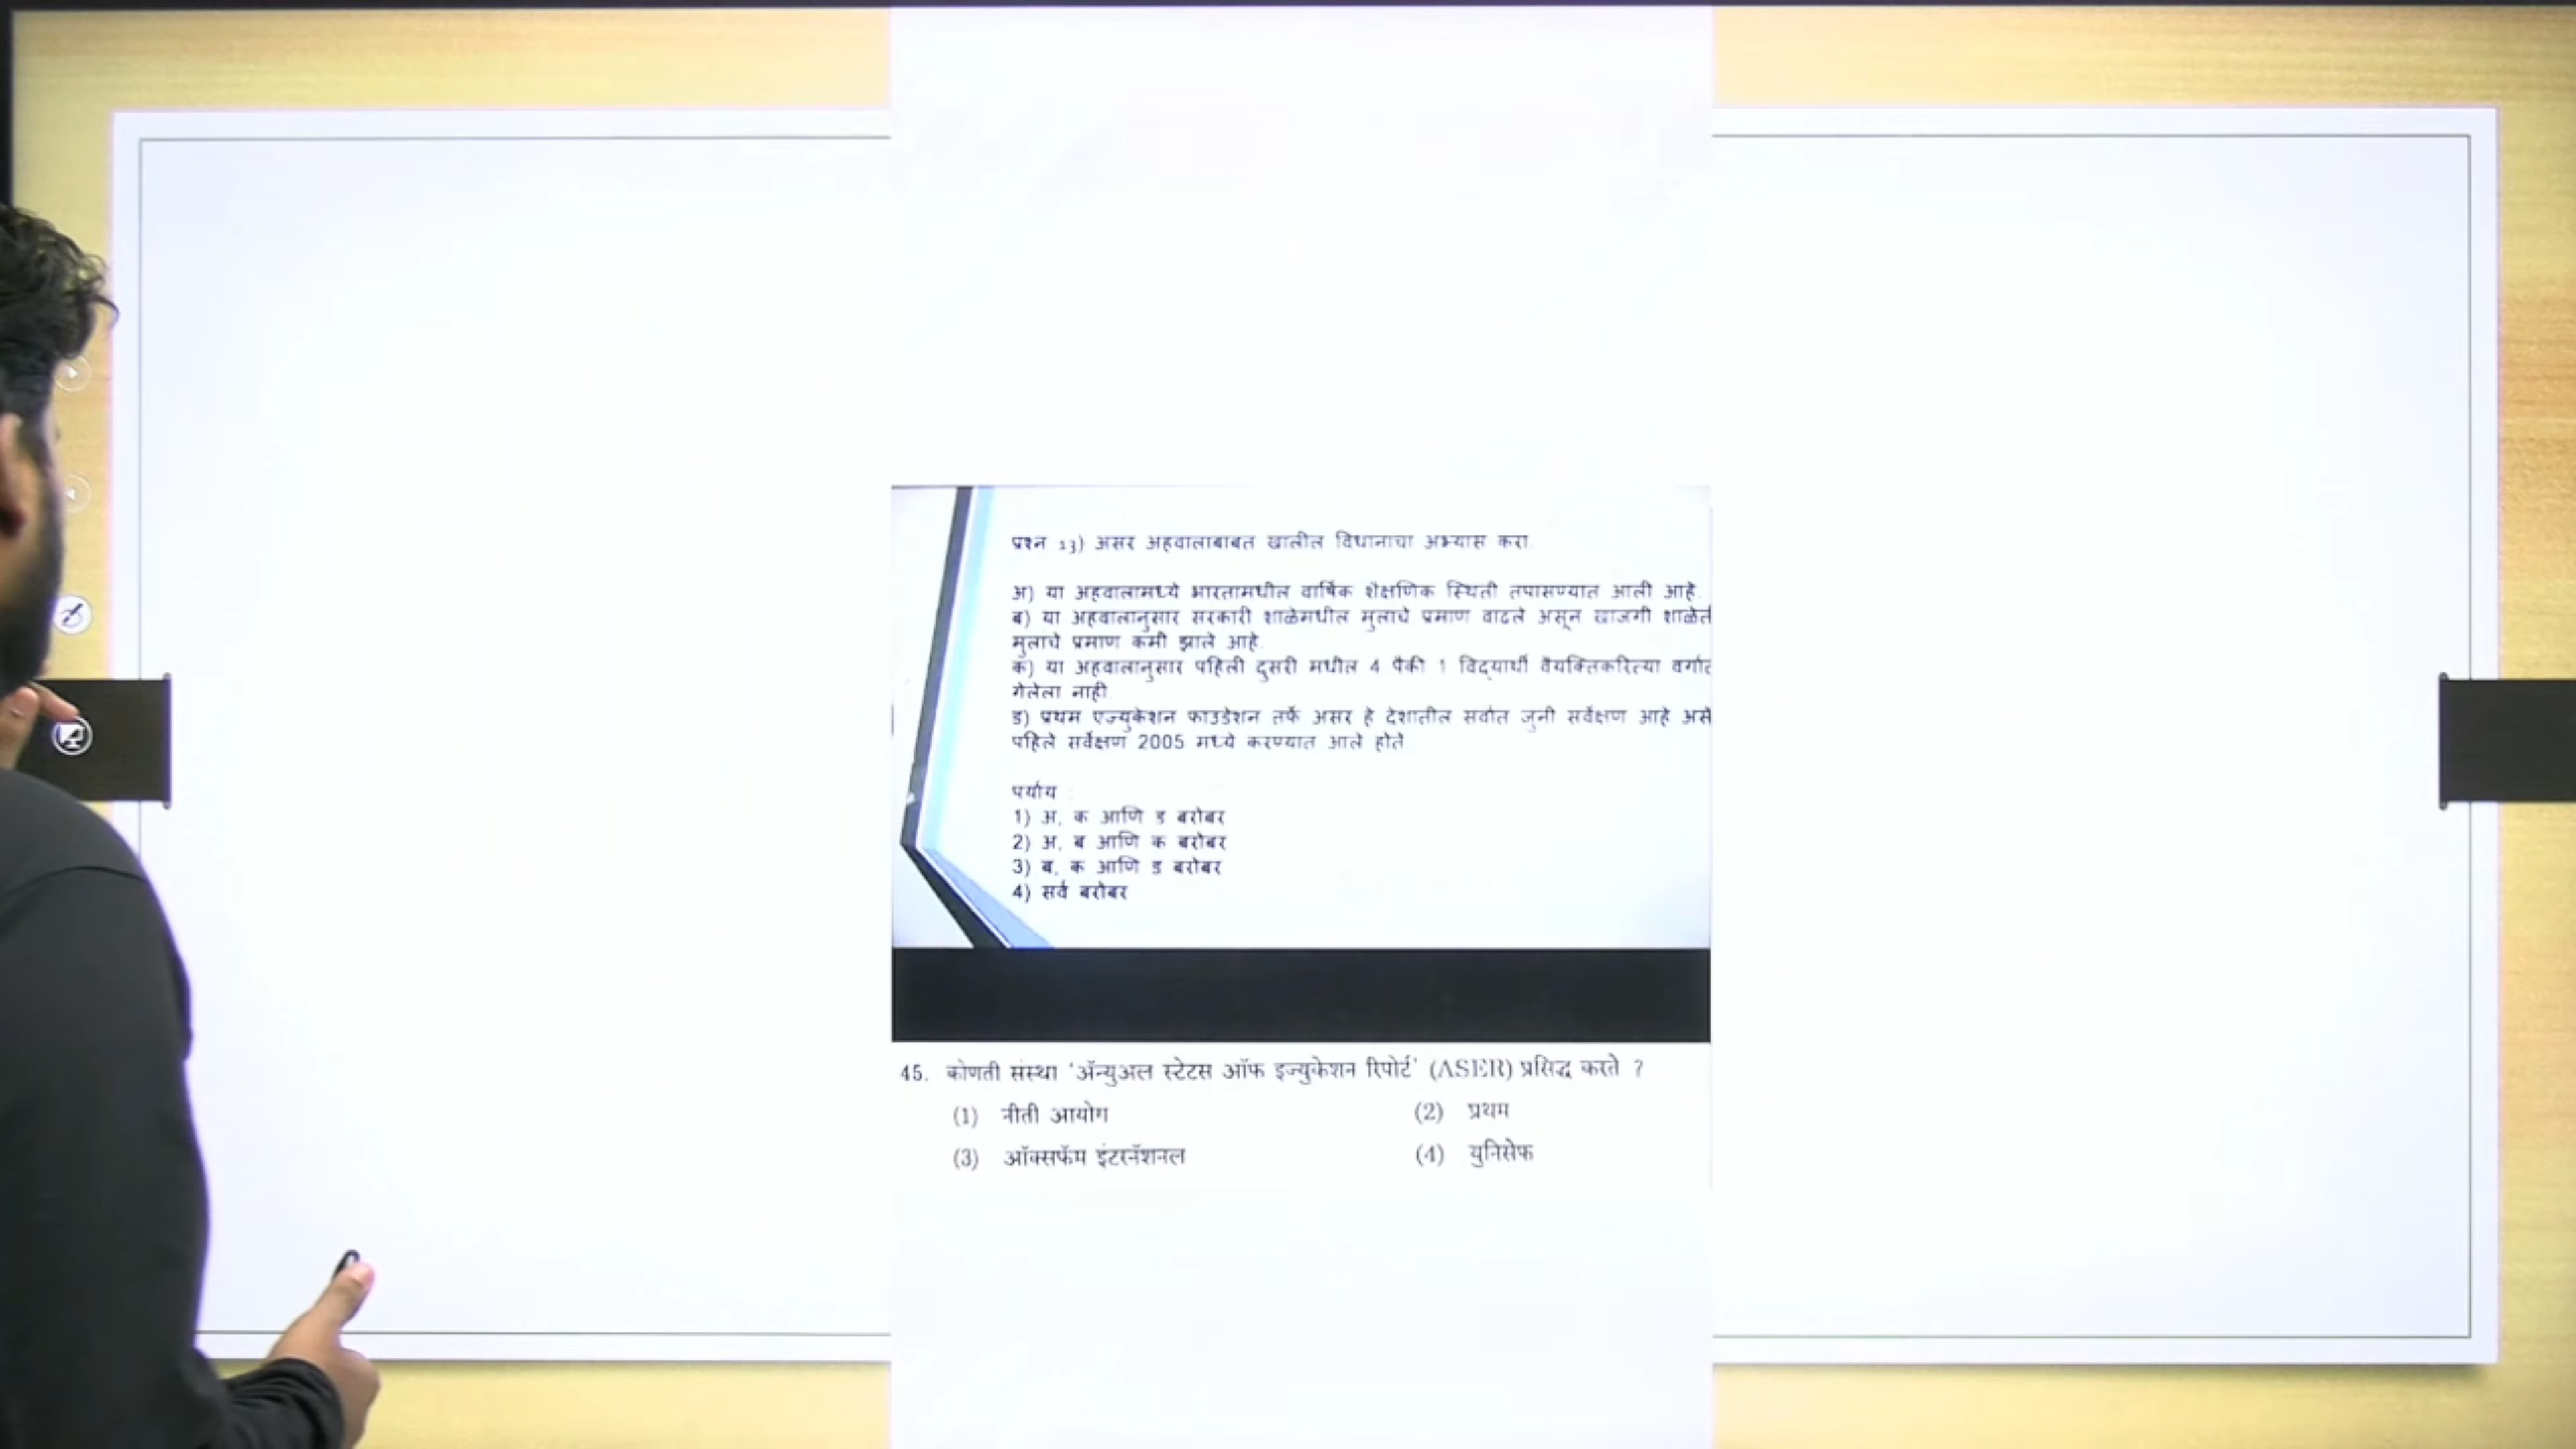 प्रश्न 13) असर अहवालाबाबत खालील विधानाचा अभ्यास करा.
अ) या अहवालामध्ये भारतामधील वार्षिक शैक्षणिक स्थिती तपासण्यात आली आहे.
ब) या अहवालानुसार सरकारी शाळेमधील मुलाचे प्रमाण वाढले असून खाजगी
मुलाचे प्रमाण कमी झाले आहे.
क) या अहवालानुसार पहिली दुसरी मधील 4 पैकी 1 विद्यार्थी वैयक्तिकरित्या
गेलेला नाही
ड) प्रथम एज्युकेशन फाउडेशन तर्फे असर हे देशातील सर्वात जुनी सर्वेक्षण आहे
पहिले सर्वेक्षण 2005 मध्ये करण्यात आले होते
पर्याय :
1) अ, क आणि ड बरोबर
2) अ, ब आणि क बरोबर
3) ब, क आणि ड बरोबर
4) सर्व बरोबर
45. कोणती संस्था 'ॲन्युअल स्टेटस ऑफ इज्युकेशन रिपोर्ट' (ASER) प्रसिद्ध करते ?
(1) नीती आयोग (2) प्रथम
(3) ऑक्सफॅम इंटरनॅशनल (4) युनिसेफ